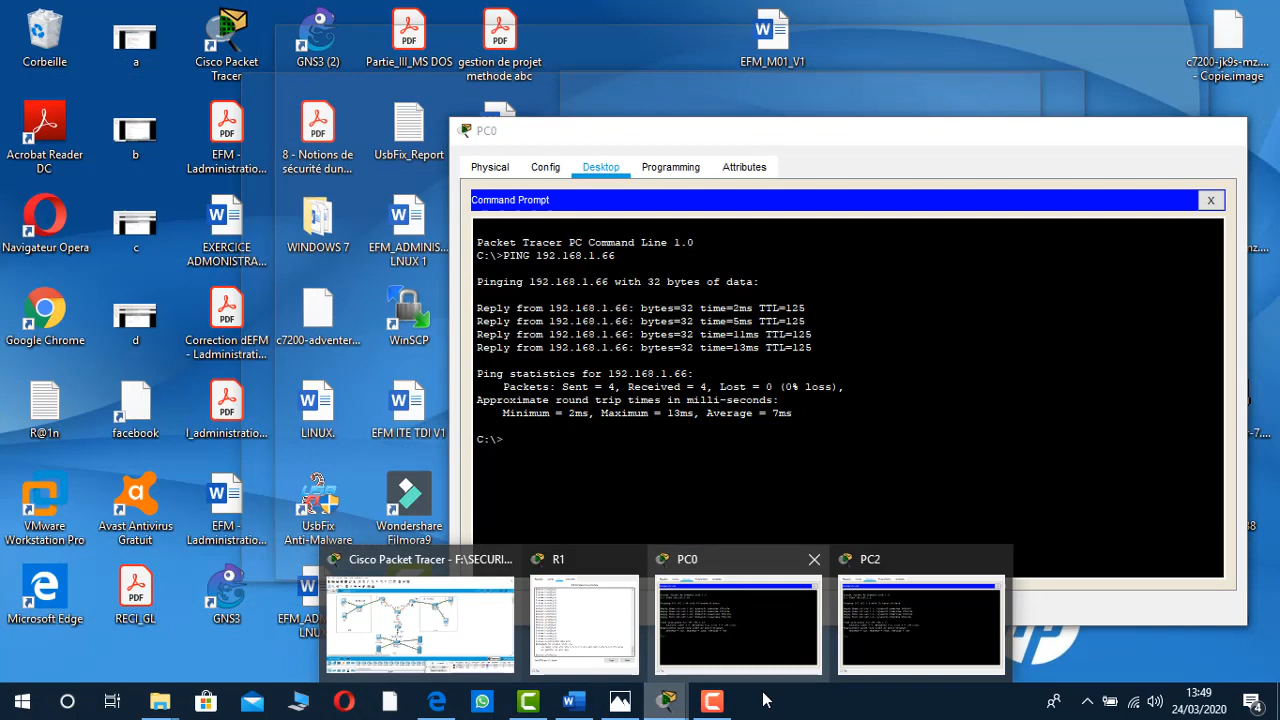 Corbeille
a
Cisco Packet
Tracer
GNS3 (2)
Partie_III_MS DOS
gestion de projet
methode abc
EFM_M01_V1
c7200-jk9s-mz....
- Copie.image
Acrobat Reader
DC
b
EFM -
Ladministratio...
8 - Notions de
sécurité dun...
UsbFix_Report
Navigateur Opera
c
EXERCICE
ADMONISTRA...
WINDOWS 7
EFM_ADMINIS...
LNUX 1
Google Chrome
d
Correction dEFM
- Ladministrati...
c7200-adventer...
WinSCP
R@1n
facebook
l_administratio...
LINUX.
EFM ITE TDI V1
VMware
Workstation Pro
Avast Antivirus
Gratuit
EFM -
Ladministratio...
UsbFix
Anti-Malware
Wondershare
Filmora9
RECI_GL
GNS3
PC0
Physical
Config
Desktop
Programming
Attributes
Command Prompt
X
Packet Tracer PC Command Line 1.0
C:\>PING 192.168.1.66
Pinging 192.168.1.66 with 32 bytes of data:
Reply from 192.168.1.66: bytes=32 time=2ms TTL=125
Reply from 192.168.1.66: bytes=32 time=5ms TTL=125
Reply from 192.168.1.66: bytes=32 time=11ms TTL=125
Reply from 192.168.1.66: bytes=32 time=13ms TTL=125
Ping statistics for 192.168.1.66:
Packets: Sent = 4, Received = 4, Lost = 0 (0% loss),
Approximate round trip times in milli-seconds:
Minimum = 2ms, Maximum = 13ms, Average = 7ms
C:\>
Cisco Packet Tracer - F:\SECURI...
R1
PC0
PC2
13:49
24/03/2020
4